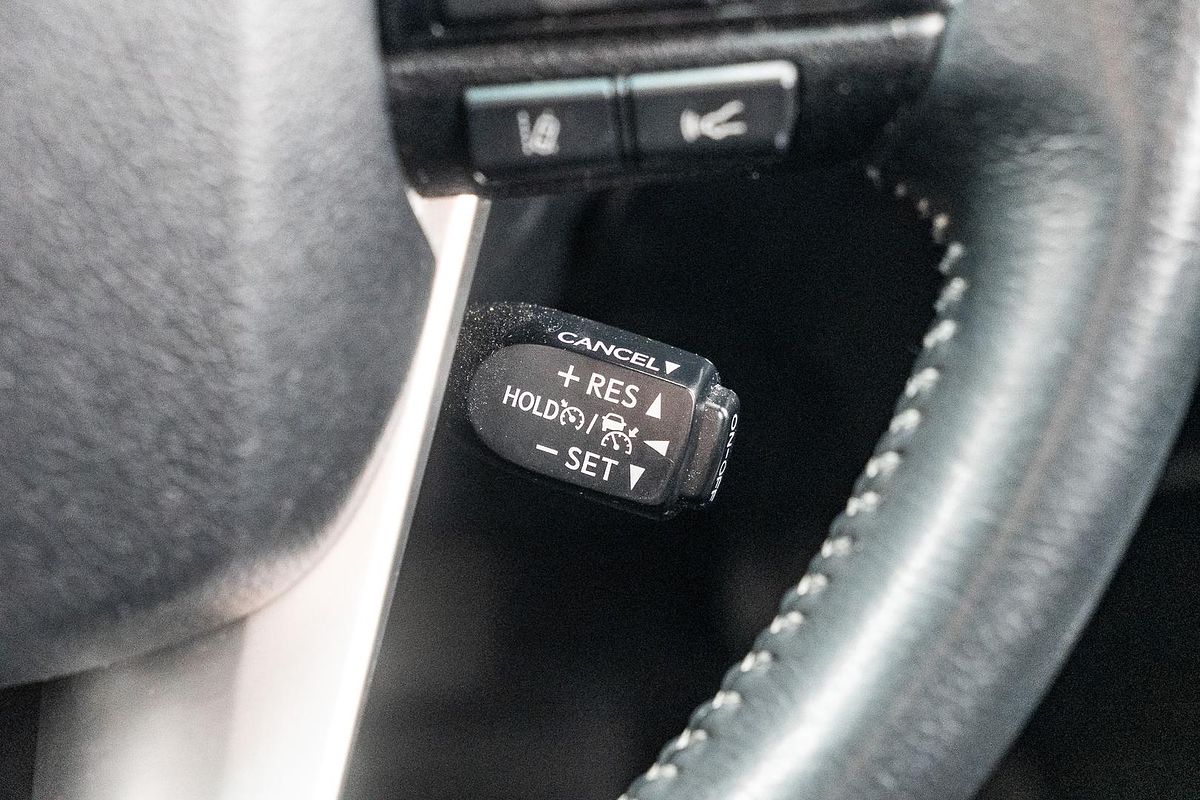 CANCEL
+ RES
HOLD /
- SET
ON-OFF